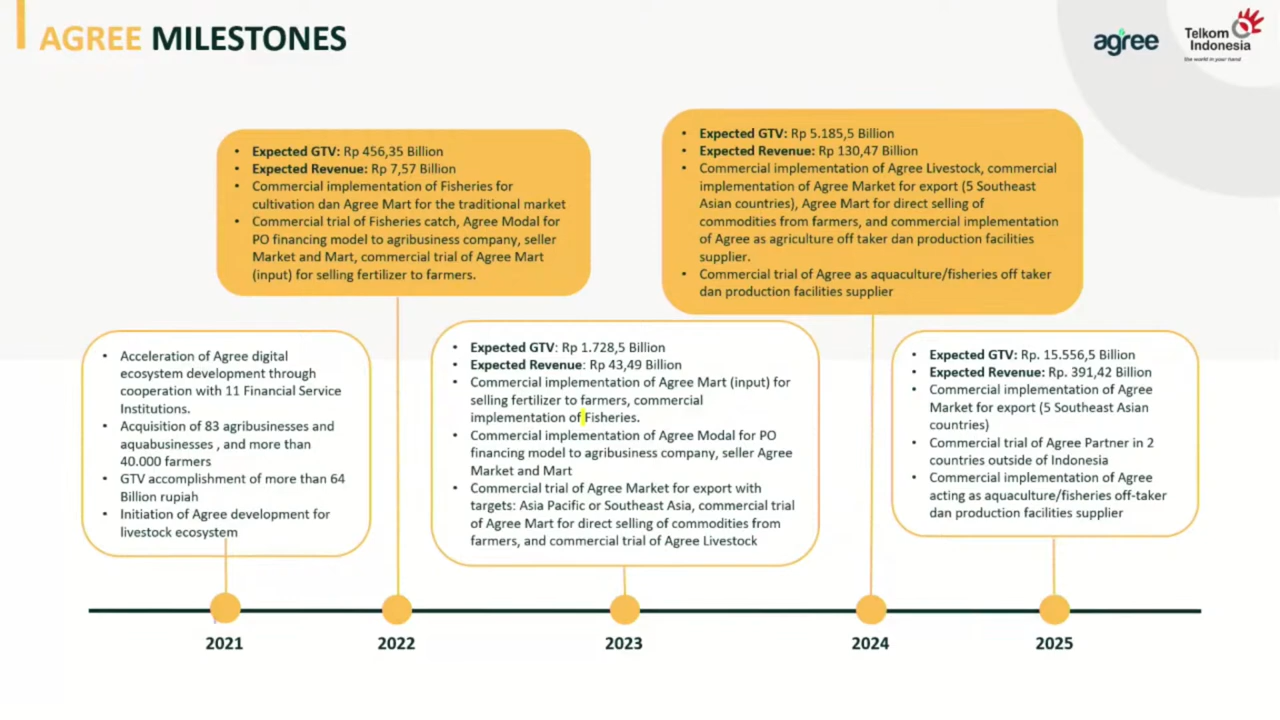 AGREE MILESTONES
agree
Telkom
Indonesia
the world in your hand
• Expected GTV: Rp 456,35 Billion
• Expected Revenue: Rp 7,57 Billion
• Commercial implementation of Fisheries for
cultivation dan Agree Mart for the traditional market
• Commercial trial of Fisheries catch, Agree Modal for
PO financing model to agribusiness company, seller
Market and Mart, commercial trial of Agree Mart
(input) for selling fertilizer to farmers.
• Expected GTV: Rp 5.185,5 Billion
• Expected Revenue: Rp 130,47 Billion
• Commercial implementation of Agree Livestock, commercial
implementation of Agree Market for export (5 Southeast
Asian countries), Agree Mart for direct selling of
commodities from farmers, and commercial implementation
of Agree as agriculture off taker dan production facilities
supplier.
• Commercial trial of Agree as aquaculture/fisheries off taker
dan production facilities supplier
• Acceleration of Agree digital
ecosystem development through
cooperation with 11 Financial Service
Institutions.
• Acquisition of 83 agribusinesses and
aquabusinesses , and more than
40.000 farmers
• GTV accomplishment of more than 64
Billion rupiah
• Initiation of Agree development for
livestock ecosystem
• Expected GTV: Rp 1.728,5 Billion
• Expected Revenue: Rp 43,49 Billion
• Commercial implementation of Agree Mart (input) for
selling fertilizer to farmers, commercial
implementation of Fisheries.
• Commercial implementation of Agree Modal for PO
financing model to agribusiness company, seller Agree
Market and Mart
• Commercial trial of Agree Market for export with
targets: Asia Pacific or Southeast Asia, commercial trial
of Agree Mart for direct selling of commodities from
farmers, and commercial trial of Agree Livestock
• Expected GTV: Rp. 15.556,5 Billion
• Expected Revenue: Rp. 391,42 Billion
• Commercial implementation of Agree
Market for export (5 Southeast Asian
countries)
• Commercial trial of Agree Partner in 2
countries outside of Indonesia
• Commercial implementation of Agree
acting as aquaculture/fisheries off-taker
dan production facilities supplier
2021
2022
2023
2024
2025